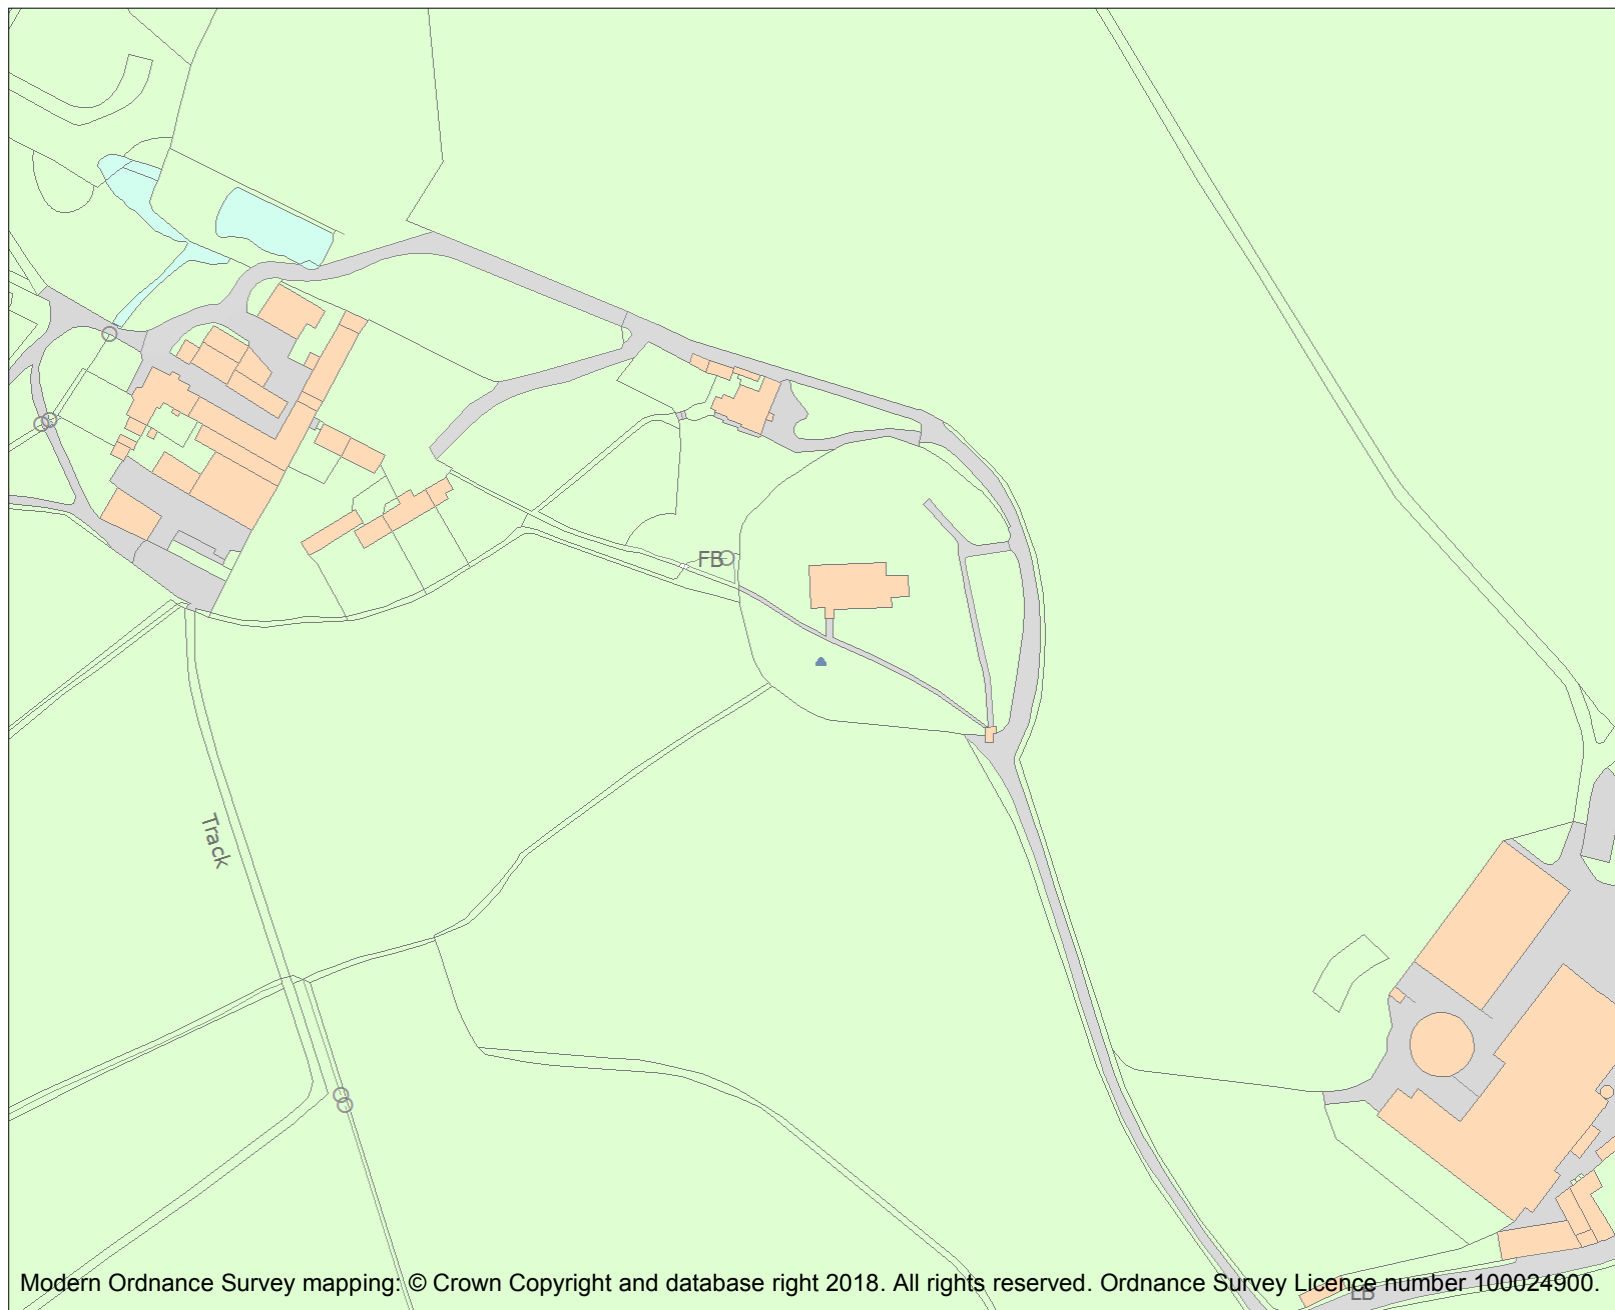 FB
Track
Modern Ordnance Survey mapping: © Crown Copyright and database right 2018. All rights reserved. Ordnance Survey Licence number 100024900.
LB